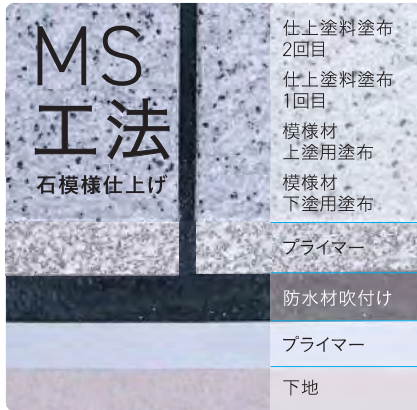 MS
工法
石模様仕上げ
仕上塗料塗布
2回目
仕上塗料塗布
1回目
模様材
上塗用塗布
模様材
下塗用塗布
プライマー
防水材吹付け
プライマー
下地